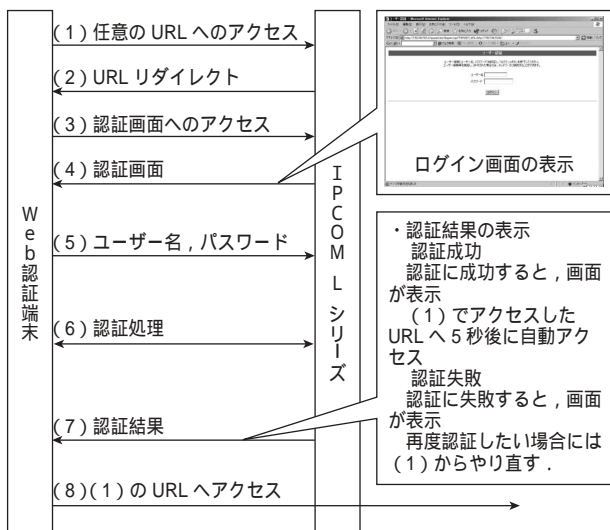 (1)任意の URL へのアクセス
(2)URL リダイレクト
(3)認証画面へのアクセス
(4)認証画面
(5)ユーザー名,パスワード
(6)認証処理
(7)認証結果
(8)(1)の URL へアクセス
Web認証端末
IPCOM L シリーズ
ログイン画面の表示
・認証結果の表示
認証成功
認証に成功すると,画面
が表示
(1)でアクセスした
URL へ 5 秒後に自動アク
セス
認証失敗
認証に失敗すると,画面
が表示
再度認証したい場合には
(1)からやり直す.